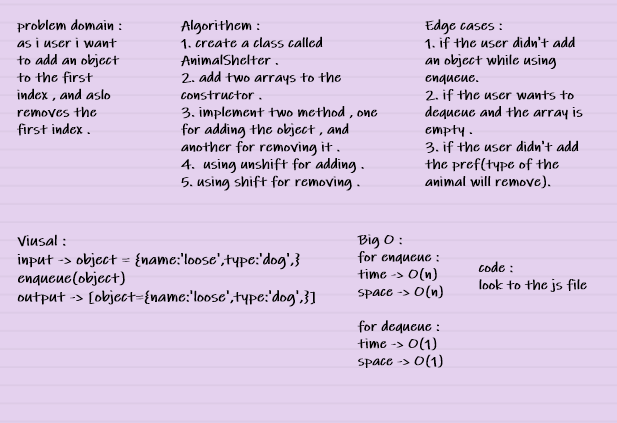 problem domain :
as i user i want
to add an object
to the first
index , and aslo
removes the
first index .
Algorithem :
1. create a class called
AnimalShelter .
2.. add two arrays to the
constructor .
3. implement two method , one
for adding the object , and
another for removing it .
4.  using unshift for adding .
5. using shift for removing .
Edge cases :
1. if the user didn't add
an object while using
enqueue.
2. if the user wants to
dequeue and the array is
empty .
3. if the user didn't add
the pref(type of the
animal will remove).
Viusal :
input -> object = {name:'loose',type:'dog',}
enqueue(object)
output -> [object={name:'loose',type:'dog',}]
Big O :
for enqueue :
time -> O(n)
space -> O(n)
for dequeue :
time -> O(1)
space -> O(1)
code :
look to the js file